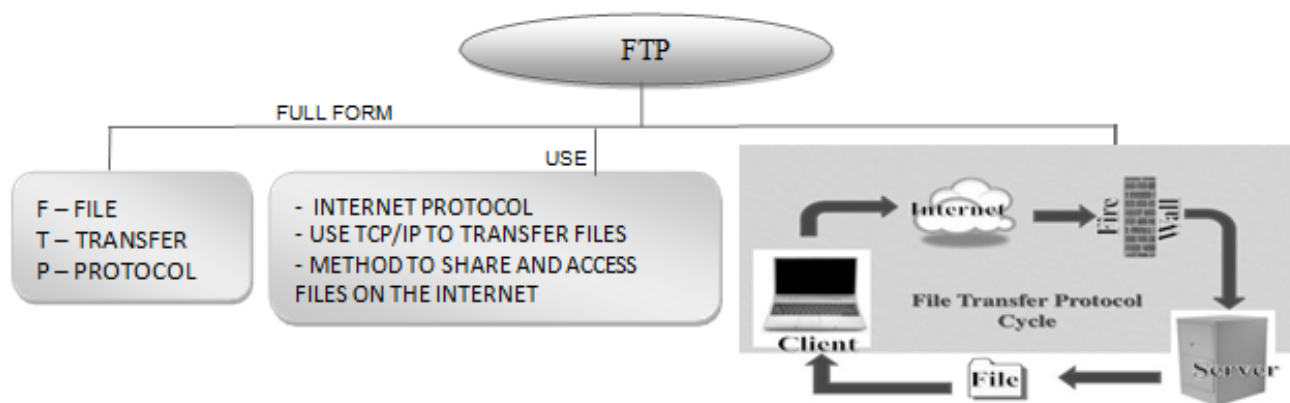 FTP
FULL FORM
F – FILE
T – TRANSFER
P – PROTOCOL
USE
- INTERNET PROTOCOL
- USE TCP/IP TO TRANSFER FILES
- METHOD TO SHARE AND ACCESS
FILES ON THE INTERNET
Internet
Fire
Wall
File Transfer Protocol
Cycle
Client
File
Server